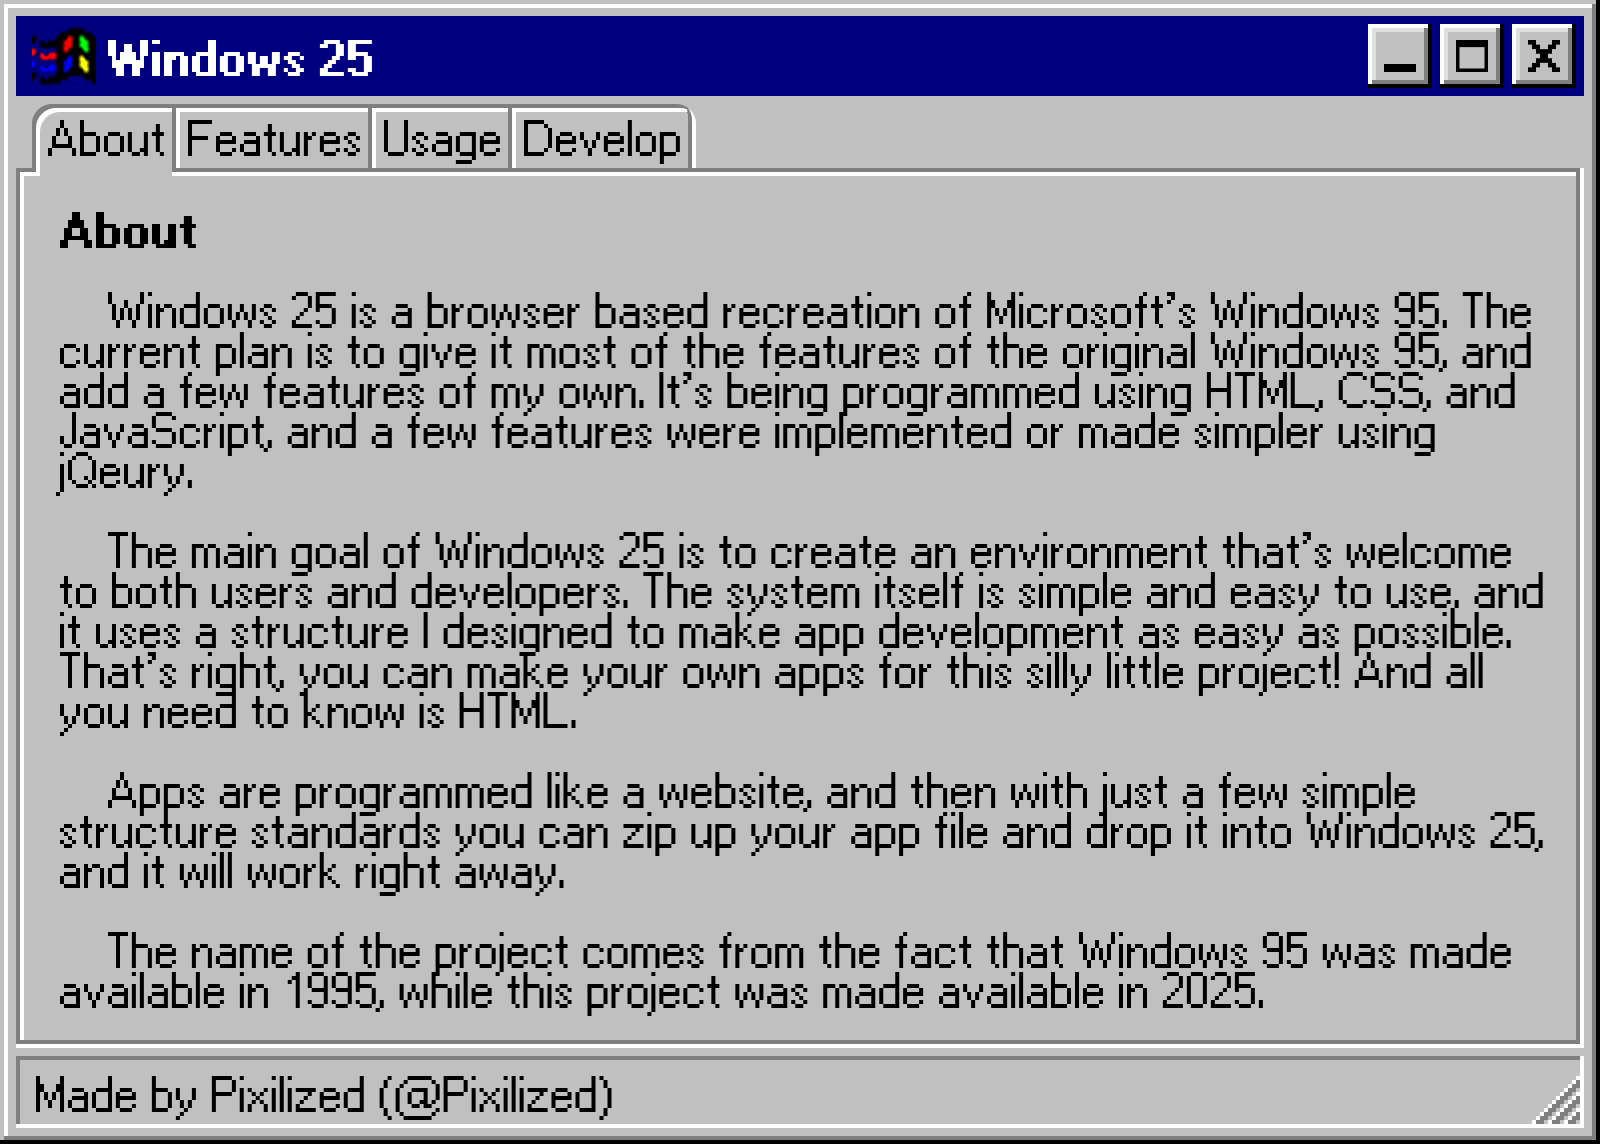 Windows 25
About Features Usage Develop
About
Windows 25 is a browser based recreation of Microsoft's Windows 95. The
current plan is to give it most of the features of the original Windows 95, and
add a few features of my own. It's being programmed using HTML, CSS, and
JavaScript, and a few features were implemented or made simpler using
jQeury.
The main goal of Windows 25 is to create an environment that's welcome
to both users and developers. The system itself is simple and easy to use, and
it uses a structure I designed to make app development as easy as possible.
That's right, you can make your own apps for this silly little project! And all
you need to know is HTML.
Apps are programmed like a website, and then with just a few simple
structure standards you can zip up your app file and drop it into Windows 25,
and it will work right away.
The name of the project comes from the fact that Windows 95 was made
available in 1995, while this project was made available in 2025.
Made by Pixilized (@Pixilized)